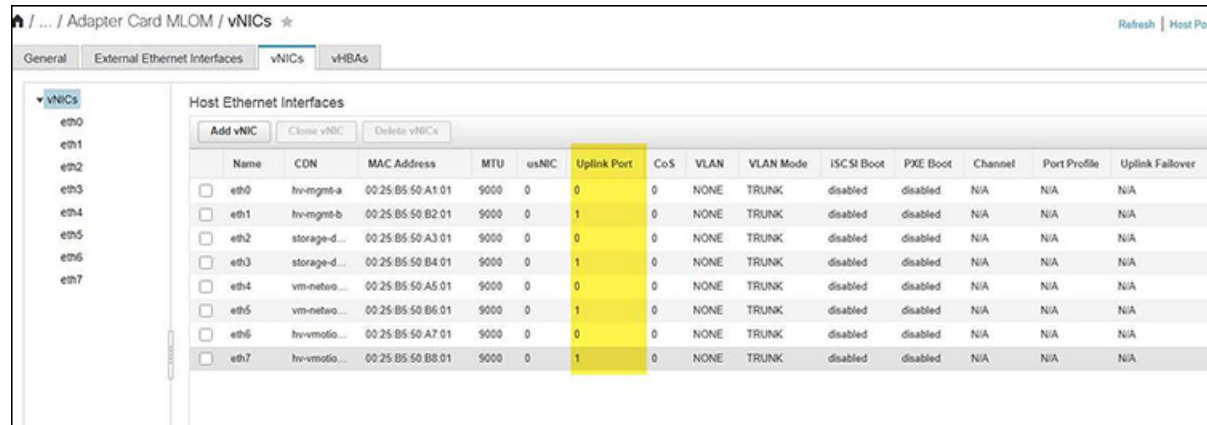 / ... / Adapter Card MLOM / vNICs ★
Refresh | Host Po
General External Ethernet Interfaces vNICs vHBAs
vNICs
eth0
eth1
eth2
eth3
eth4
eth5
eth6
eth7
Host Ethernet Interfaces
Add vNIC Clone vNIC Delete vNICs
Name CDN MAC Address MTU usNIC Uplink Port CoS VLAN VLAN Mode iSCSI Boot PXE Boot Channel Port Profile Uplink Failover
eth0 hv-mgmt-a 00:25:B5:50:A1:01 9000 0 0 0 NONE TRUNK disabled disabled N/A N/A N/A
eth1 hv-mgmt-b 00:25:B5:50:B2:01 9000 0 1 0 NONE TRUNK disabled disabled N/A N/A N/A
eth2 storage-d... 00:25:B5:50:A3:01 9000 0 0 0 NONE TRUNK disabled disabled N/A N/A N/A
eth3 storage-d... 00:25:B5:50:B4:01 9000 0 1 0 NONE TRUNK disabled disabled N/A N/A N/A
eth4 vm-netwo... 00:25:B5:50:A5:01 9000 0 0 0 NONE TRUNK disabled disabled N/A N/A N/A
eth5 vm-netwo... 00:25:B5:50:B6:01 9000 0 1 0 NONE TRUNK disabled disabled N/A N/A N/A
eth6 hv-vmotio... 00:25:B5:50:A7:01 9000 0 0 0 NONE TRUNK disabled disabled N/A N/A N/A
eth7 hv-vmotio... 00:25:B5:50:B8:01 9000 0 1 0 NONE TRUNK disabled disabled N/A N/A N/A